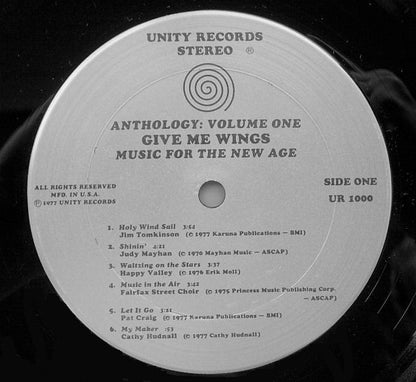 UNITY RECORDS
STEREO ®
ANTHOLOGY: VOLUME ONE
GIVE ME WINGS
MUSIC FOR THE NEW AGE
ALL RIGHTS RESERVED
MFD. IN U.S.A.
℗ 1977 UNITY RECORDS
SIDE ONE
UR 1000
1. Holy Wind Sail 3:54
Jim Tomkinson (© 1977 Karuna Publications — BMI)
2. Shinin' 4:21
Judy Mayhan (© 1976 Mayhan Music — ASCAP)
3. Waltzing on the Stars 3:37
Happy Valley (© 1976 Erik Moll)
4. Music in the Air 3:42
Fairfax Street Choir (© 1975 Princess Music Publishing Corp.
— ASCAP)
5. Let It Go 3:21
Pat Craig (© 1977 Karuna Publications — BMI)
6. My Maker :53
Cathy Hudnall (© 1977 Cathy Hudnall)